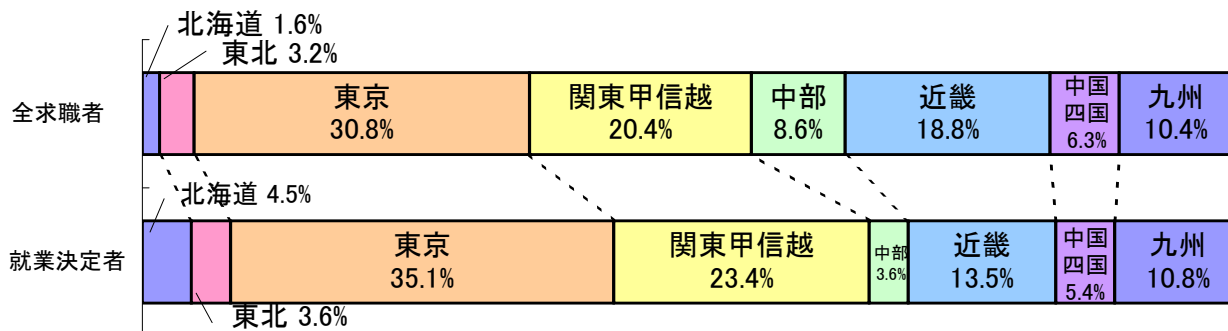 北海道 1.6%
東北 3.2%
全求職者
東京
30.8%
関東甲信越
20.4%
中部
8.6%
近畿
18.8%
中国
四国
6.3%
九州
10.4%
北海道 4.5%
就業決定者
東京
35.1%
関東甲信越
23.4%
中部
3.6%
近畿
13.5%
中国
四国
5.4%
九州
10.8%
東北 3.6%